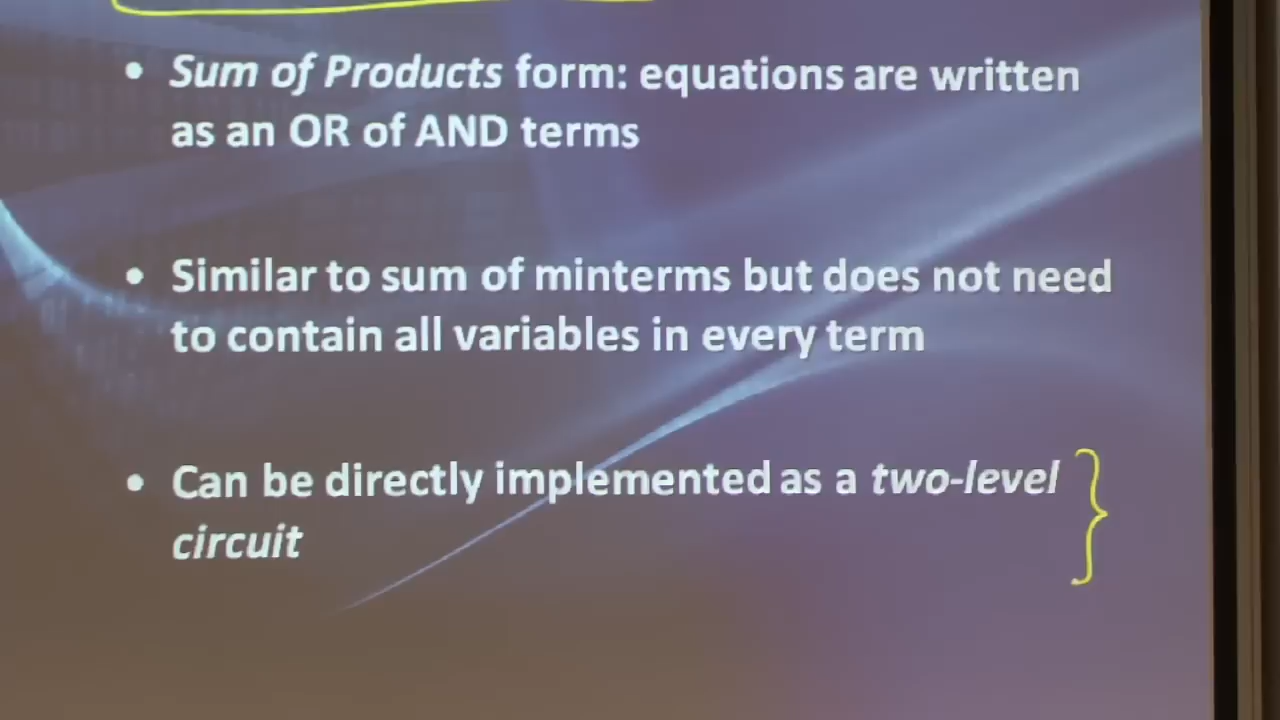 • Sum of Products form: equations are written
as an OR of AND terms
• Similar to sum of minterms but does not need
to contain all variables in every term
• Can be directly implemented as a two-level
circuit